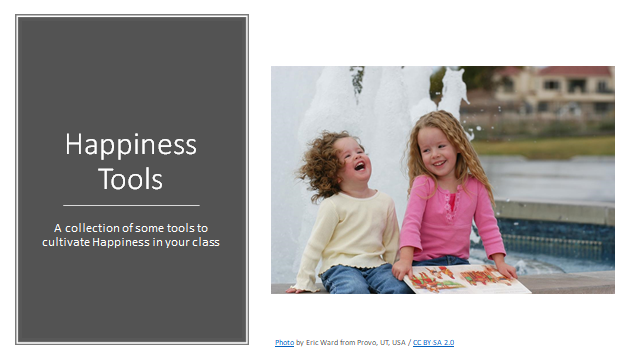 Happiness
Tools
A collection of some tools to
cultivate Happiness in your class
Photo by Eric Ward from Provo, UT, USA / CC BY SA 2.0